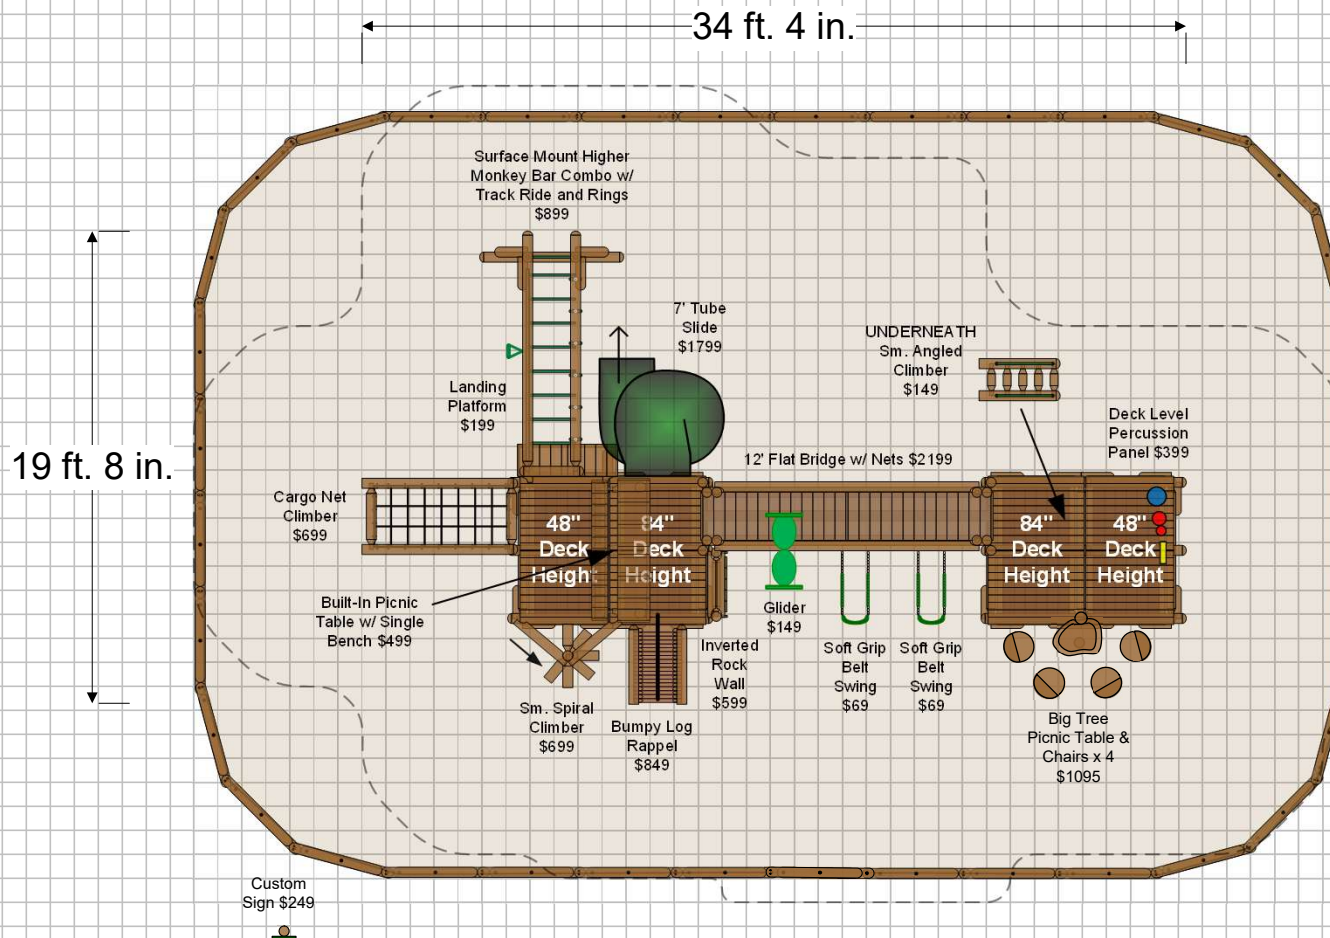 34 ft. 4 in.
Surface Mount Higher
Monkey Bar Combo w/
Track Ride and Rings
$899
7' Tube
Slide
$1799
UNDERNEATH
Sm. Angled
Climber
$149
Landing
Platform
$199
Deck Level
Percussion
Panel $399
19 ft. 8 in.
12' Flat Bridge w/ Nets $2199
Cargo Net
Climber
$699
48"
Deck
Height
84"
Deck
Height
84"
Deck
Height
48"
Deck
Height
Built-In Picnic
Table w/ Single
Bench $499
Glider
$149
Inverted
Rock
Wall
$599
Soft Grip
Belt
Swing
$69
Soft Grip
Belt
Swing
$69
Sm. Spiral
Climber
$699
Bumpy Log
Rappel
$849
Big Tree
Picnic Table &
Chairs x 4
$1095
Custom
Sign $249